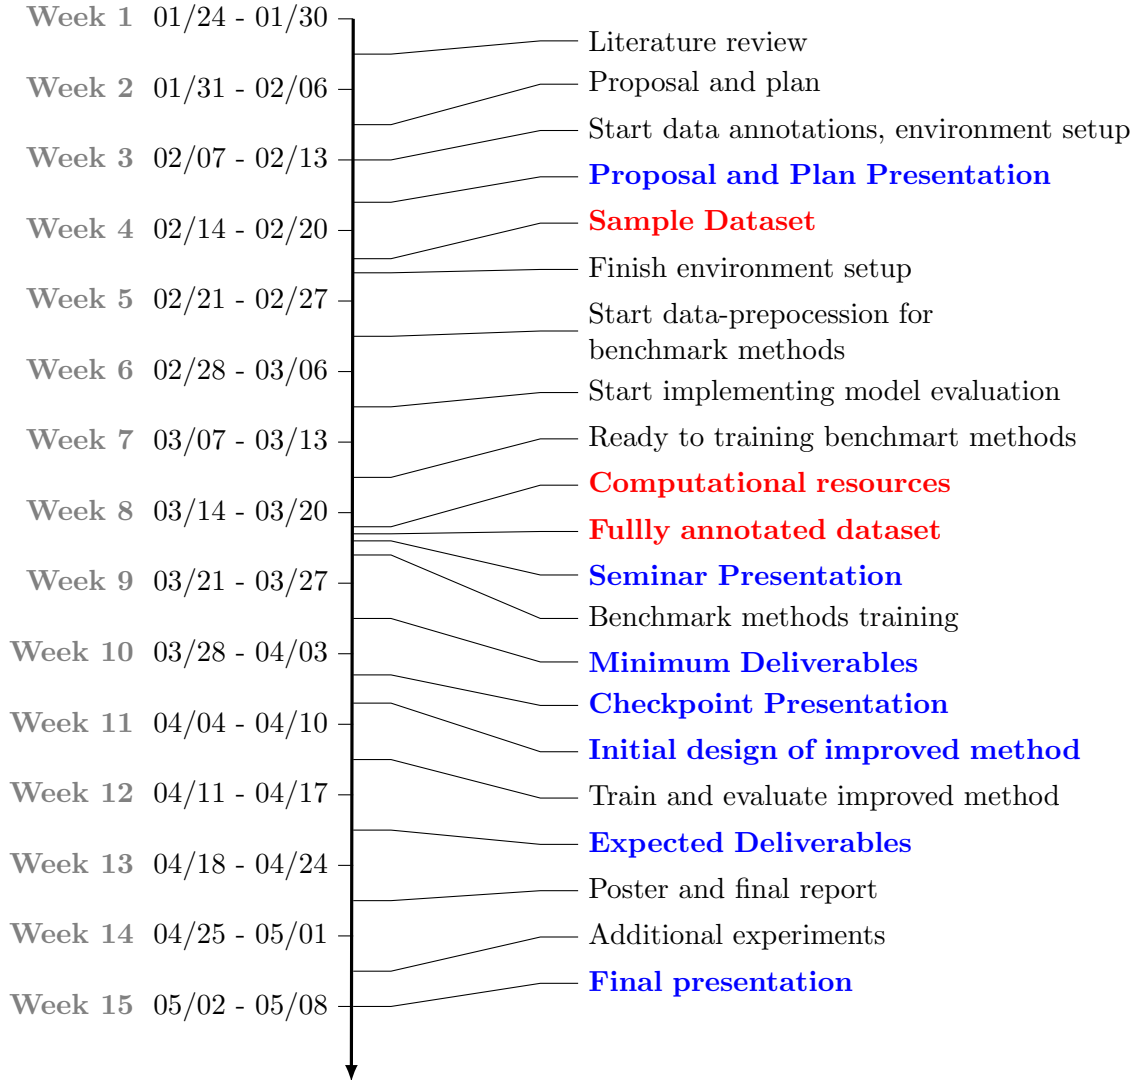 Week 1 01/24 - 01/30
Literature review
Week 2 01/31 - 02/06
Proposal and plan
Start data annotations, environment setup
Week 3 02/07 - 02/13
Proposal and Plan Presentation
Week 4 02/14 - 02/20
Sample Dataset
Finish environment setup
Week 5 02/21 - 02/27
Start data-prepocession for
benchmark methods
Week 6 02/28 - 03/06
Start implementing model evaluation
Week 7 03/07 - 03/13
Ready to training benchmart methods
Computational resources
Week 8 03/14 - 03/20
Fullly annotated dataset
Seminar Presentation
Week 9 03/21 - 03/27
Benchmark methods training
Week 10 03/28 - 04/03
Minimum Deliverables
Checkpoint Presentation
Week 11 04/04 - 04/10
Initial design of improved method
Week 12 04/11 - 04/17
Train and evaluate improved method
Expected Deliverables
Week 13 04/18 - 04/24
Poster and final report
Week 14 04/25 - 05/01
Additional experiments
Final presentation
Week 15 05/02 - 05/08